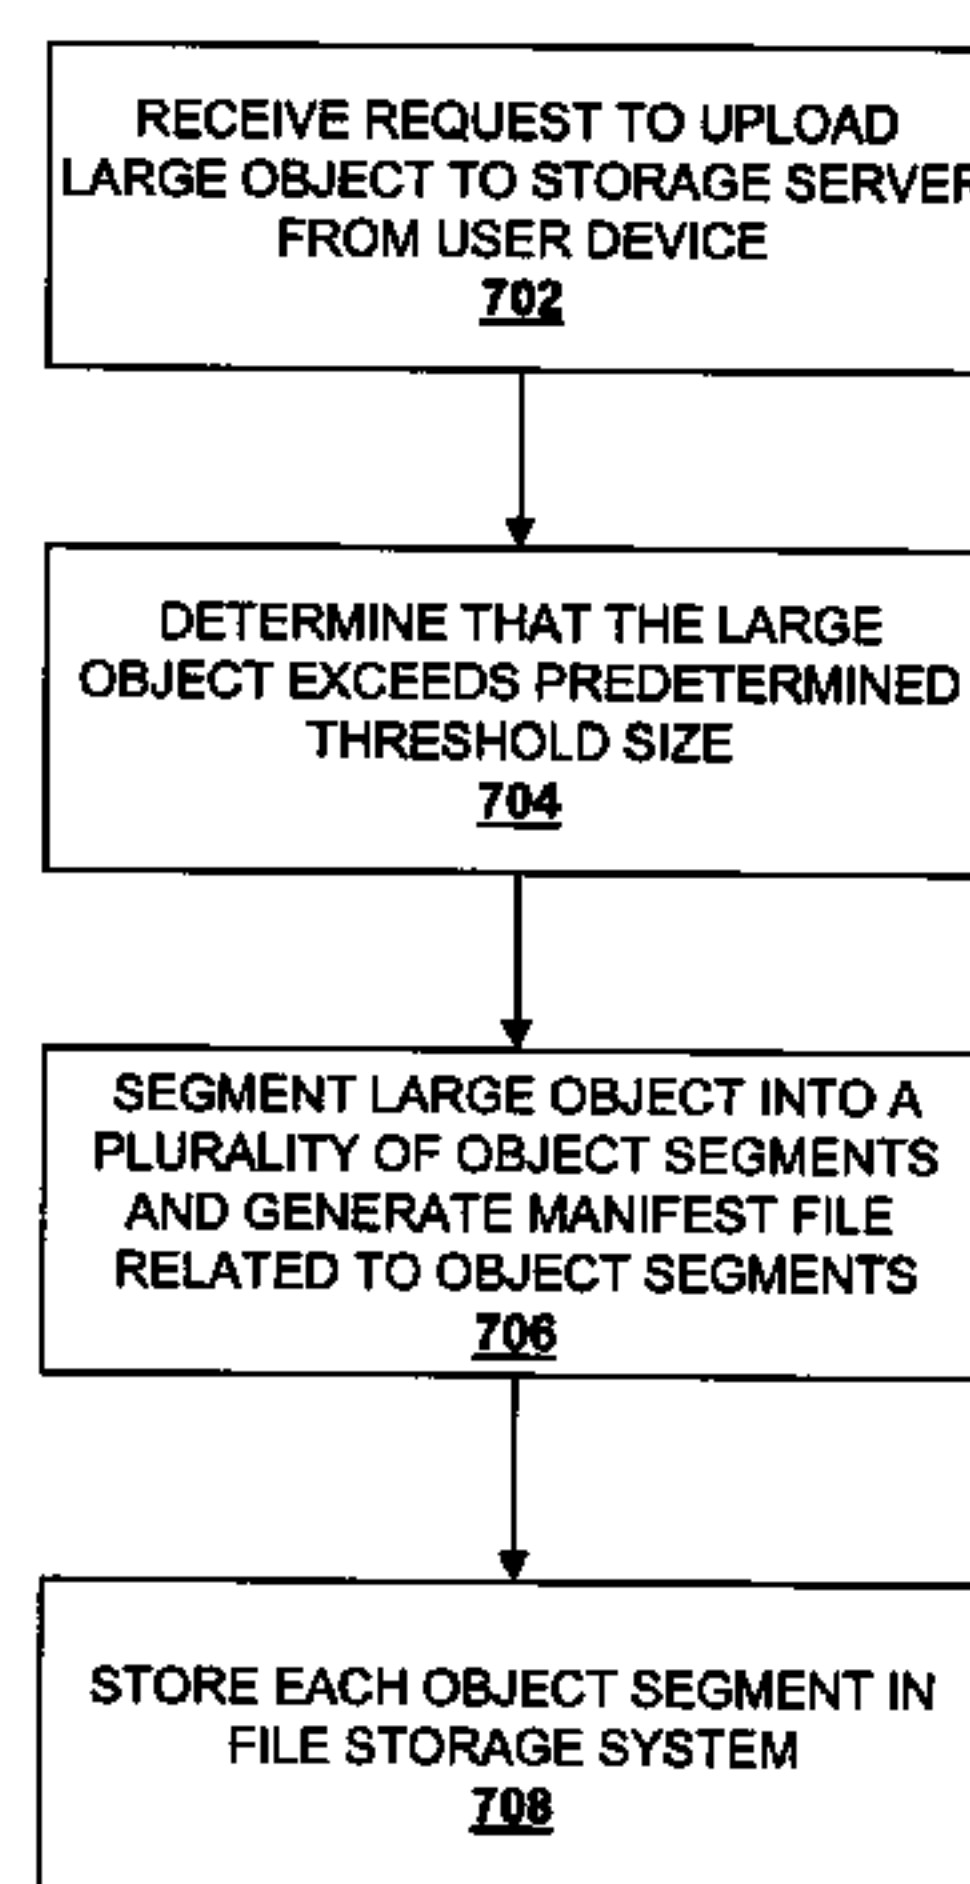 RECEIVE REQUEST TO UPLOAD
LARGE OBJECT TO STORAGE SERVER
FROM USER DEVICE
702
DETERMINE THAT THE LARGE
OBJECT EXCEEDS PREDETERMINED
THRESHOLD SIZE
704
SEGMENT LARGE OBJECT INTO A
PLURALITY OF OBJECT SEGMENTS
AND GENERATE MANIFEST FILE
RELATED TO OBJECT SEGMENTS
706
STORE EACH OBJECT SEGMENT IN
FILE STORAGE SYSTEM
708